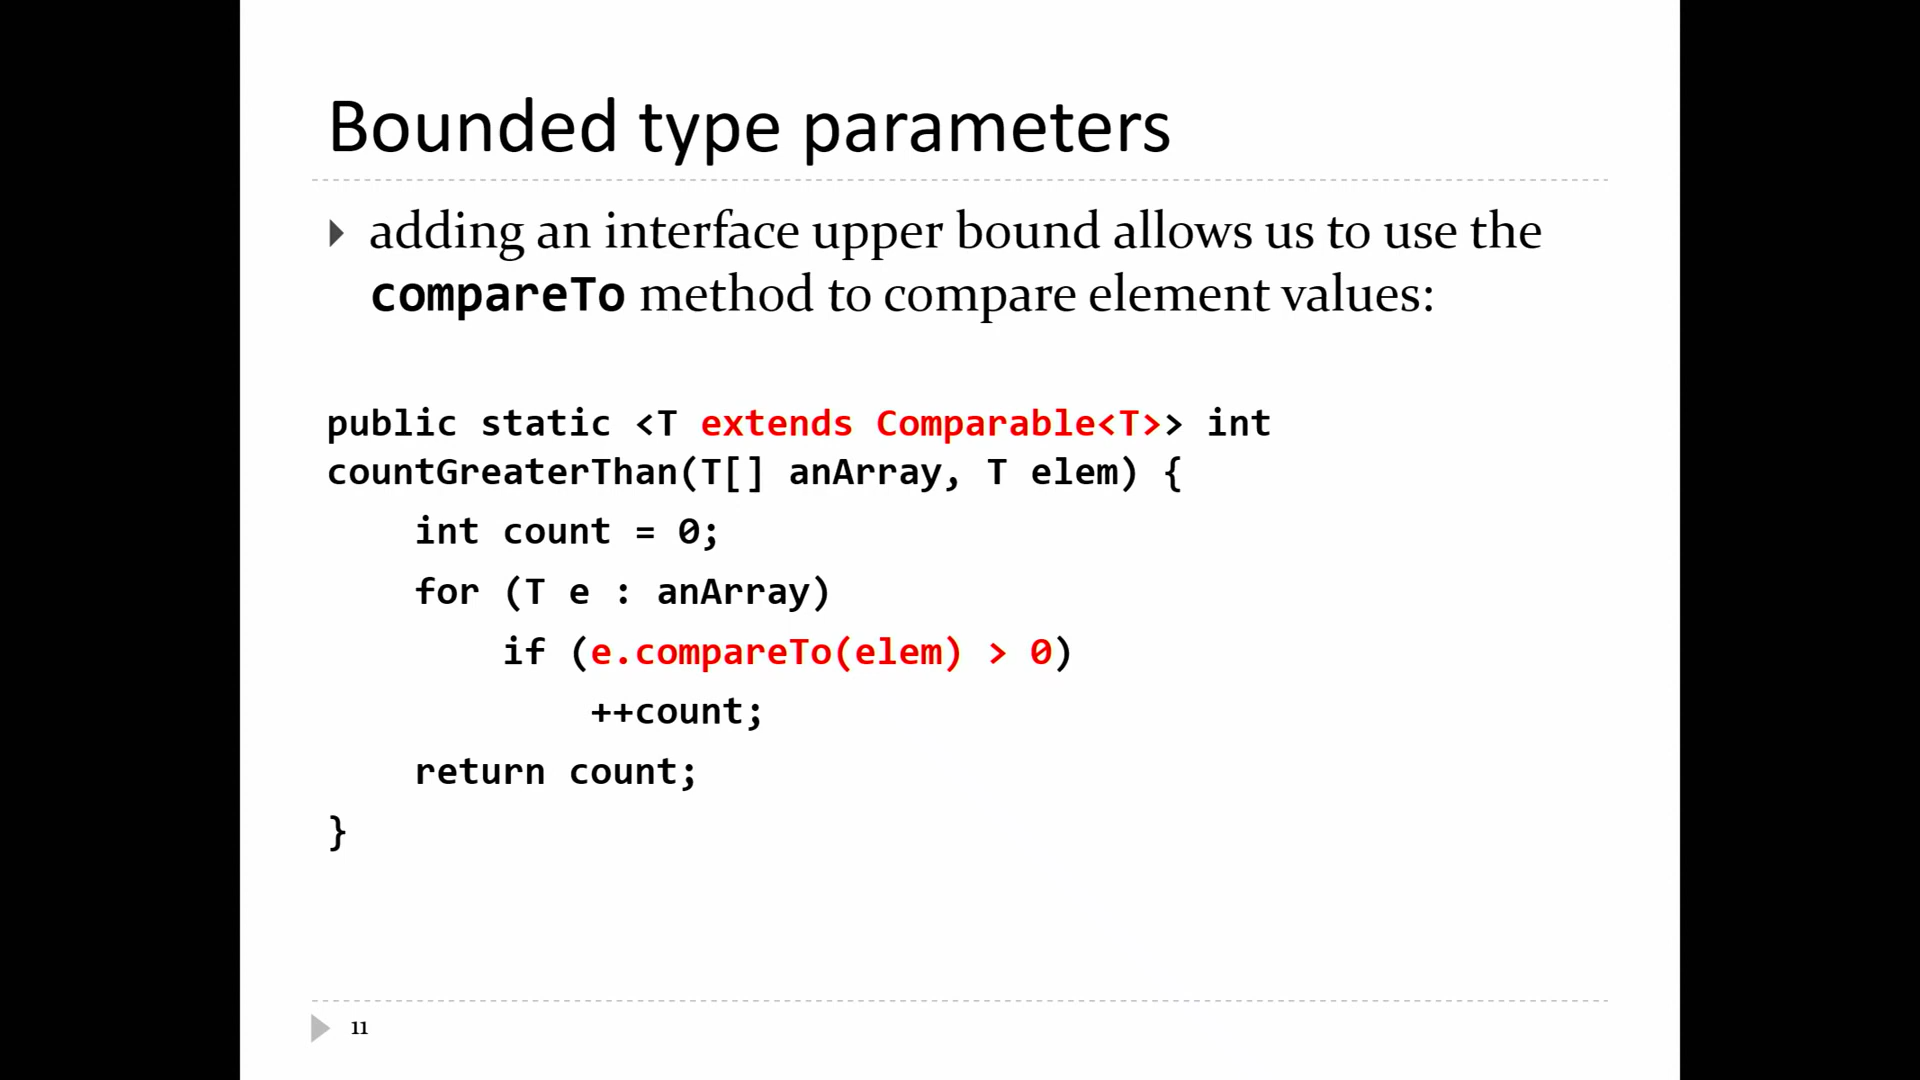 Bounded type parameters
adding an interface upper bound allows us to use the
compareTo method to compare element values:
public static <T extends Comparable<T>> int
countGreaterThan(T[] anArray, T elem) {
    int count = 0;
    for (T e : anArray)
        if (e.compareTo(elem) > 0)
            ++count;
    return count;
}
11